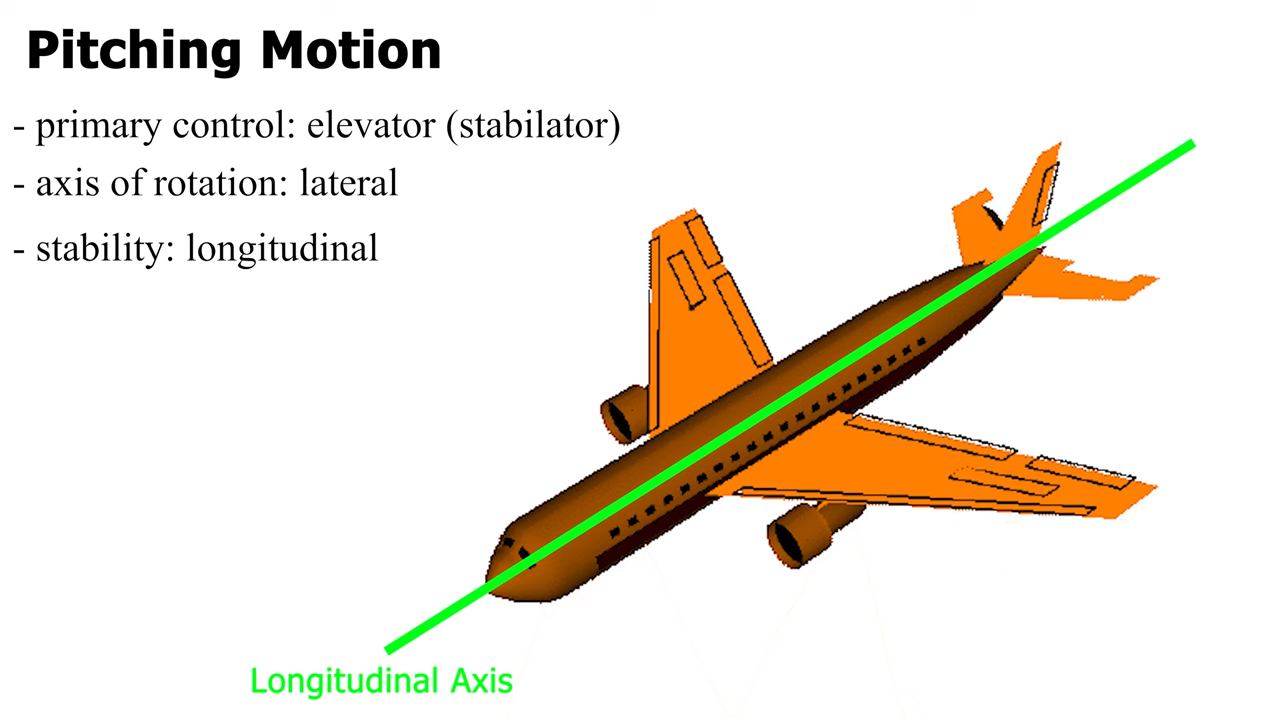 Pitching Motion
- primary control: elevator (stabilator)
- axis of rotation: lateral
- stability: longitudinal
Longitudinal Axis